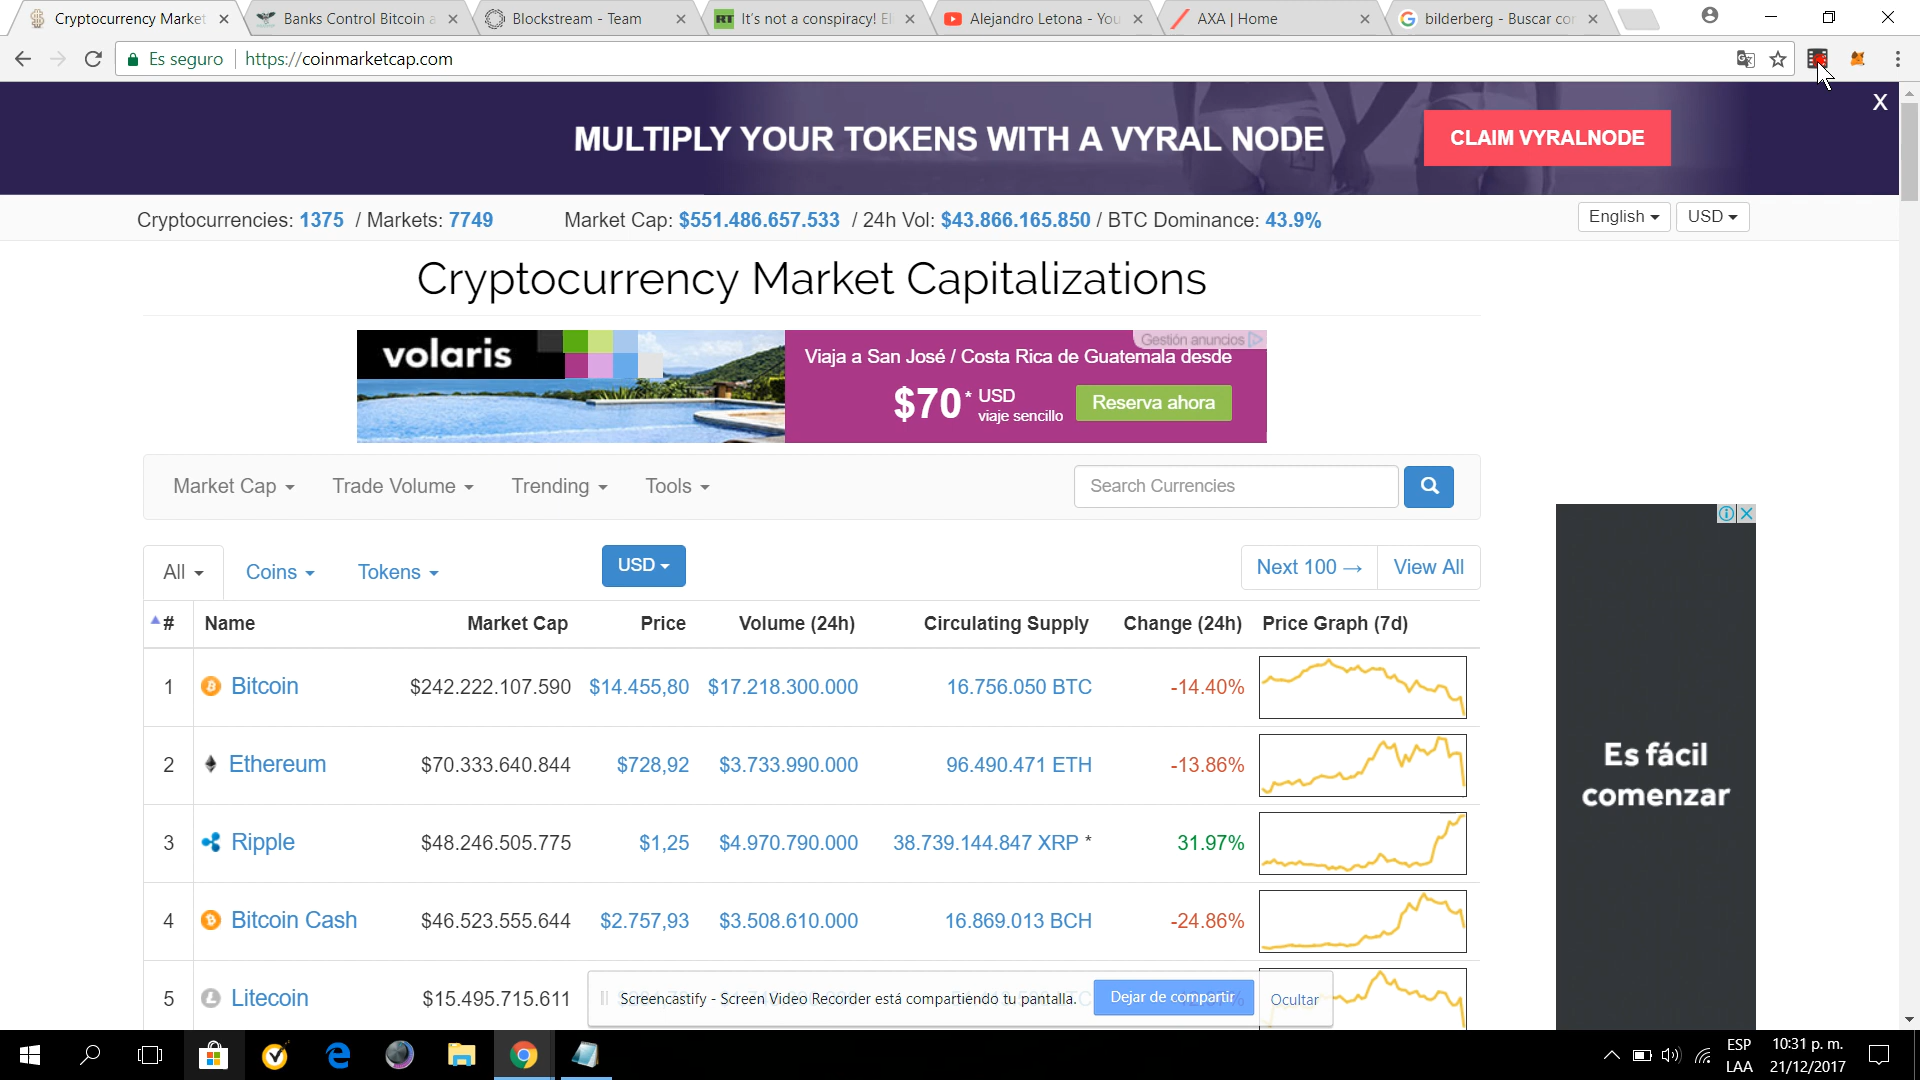 Cryptocurrency Market
Banks Control Bitcoin a
Blockstream - Team
RT It's not a conspiracy! El
Alejandro Letona - You
AXA | Home
bilderberg - Buscar con
Es seguro
https://coinmarketcap.com
X
MULTIPLY YOUR TOKENS WITH A VYRAL NODE
CLAIM VYRALNODE
Cryptocurrencies: 1375 / Markets: 7749
Market Cap: $551.486.657.533 / 24h Vol: $43.866.165.850 / BTC Dominance: 43.9%
English
USD
Cryptocurrency Market Capitalizations
volaris
Gestión anuncios
Viaja a San José / Costa Rica de Guatemala desde
$70* USD
viaje sencillo
Reserva ahora
Market Cap
Trade Volume
Trending
Tools
Search Currencies
All
Coins
Tokens
USD
Next 100 →
View All
# Name Market Cap Price Volume (24h) Circulating Supply Change (24h) Price Graph (7d)
1 Bitcoin $242.222.107.590 $14.455,80 $17.218.300.000 16.756.050 BTC -14.40%
2 Ethereum $70.333.640.844 $728,92 $3.733.990.000 96.490.471 ETH -13.86%
3 Ripple $48.246.505.775 $1,25 $4.970.790.000 38.739.144.847 XRP * 31.97%
4 Bitcoin Cash $46.523.555.644 $2.757,93 $3.508.610.000 16.869.013 BCH -24.86%
5 Litecoin $15.495.715.611
Es fácil
comenzar
Screencastify - Screen Video Recorder está compartiendo tu pantalla.
Dejar de compartir
Ocultar
ESP
LAA
10:31 p. m.
21/12/2017